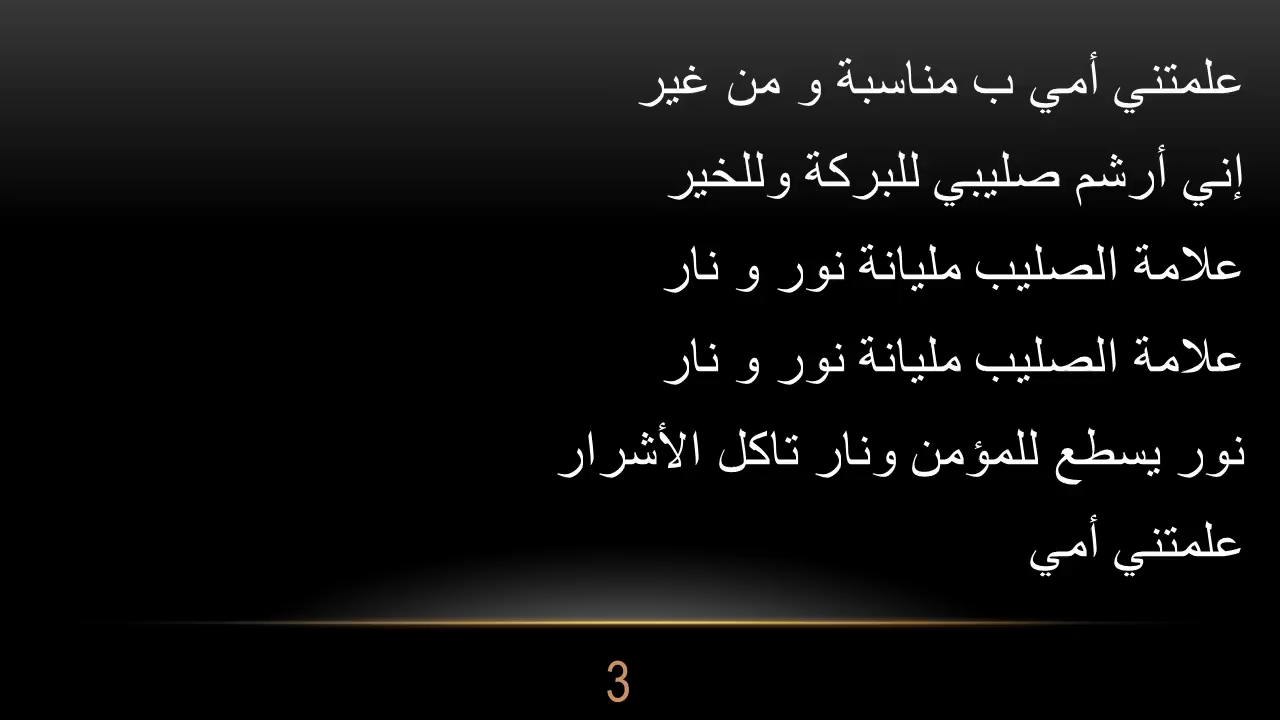 علمتني أمي ب مناسبة و من غير
إني أرشم صليبي للبركة وللخير
علامة الصليب مليانة نور و نار
علامة الصليب مليانة نور و نار
نور يسطع للمؤمن ونار تاكل الأشرار
علمتني أمي
3